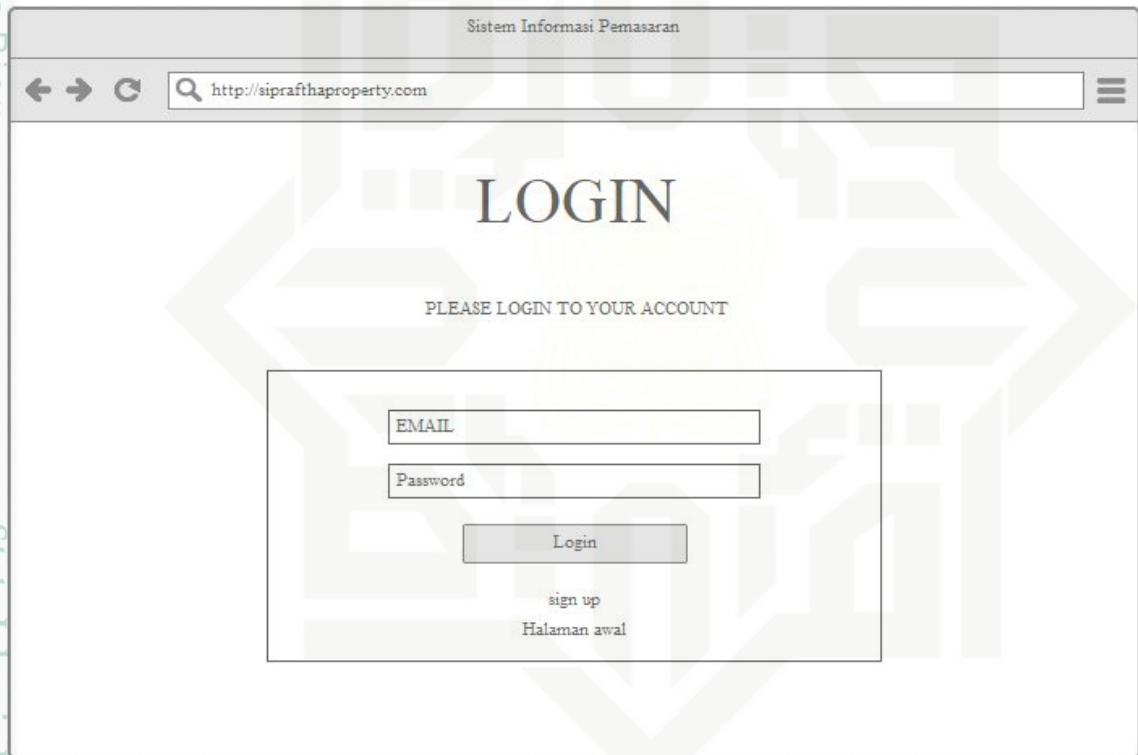 Sistem Informasi Pemasaran
http://siprafthaproperty.com
LOGIN
PLEASE LOGIN TO YOUR ACCOUNT
EMAIL
Password
Login
sign up
Halaman awal